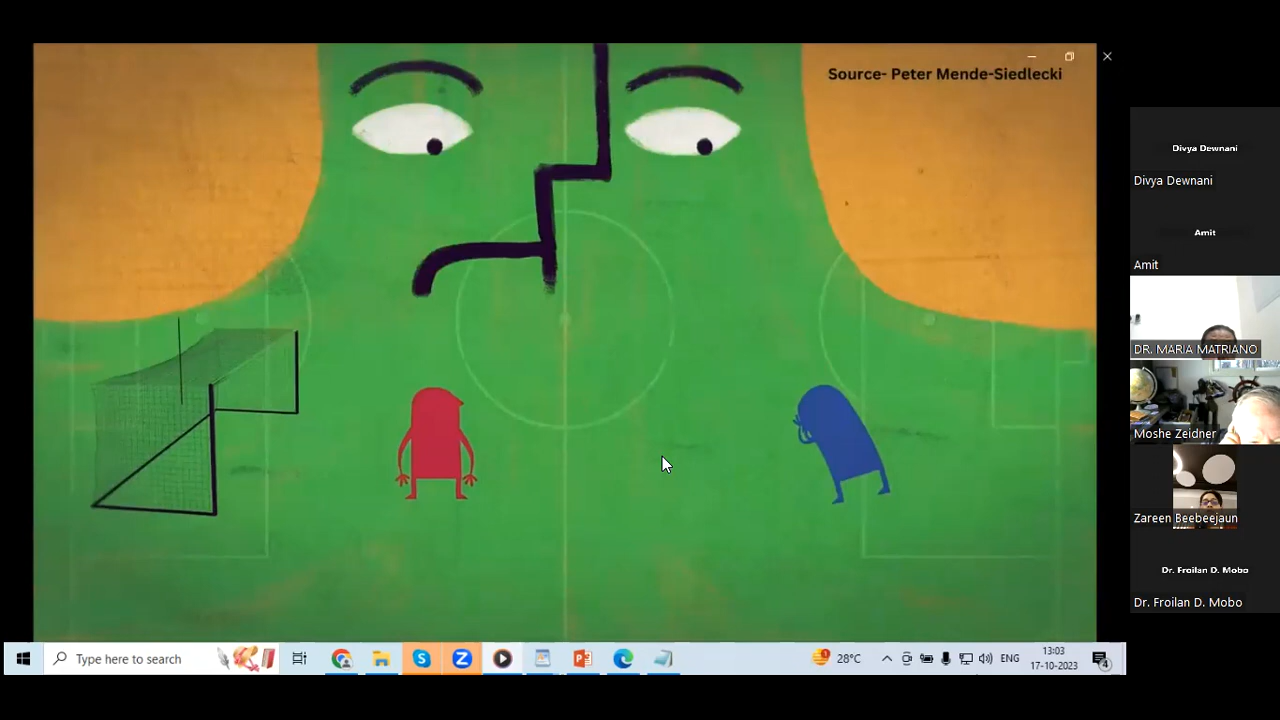 Source- Peter Mende-Siedlecki
Divya Dewnani
Divya Dewnani
Amit
Amit
DR. MARIA MATRIANO
Moshe Zeidner
Zareen Beebeejaun
Dr. Froilan D. Mobo
Dr. Froilan D. Mobo
Type here to search
28°C
ENG
13:03
17-10-2023
4